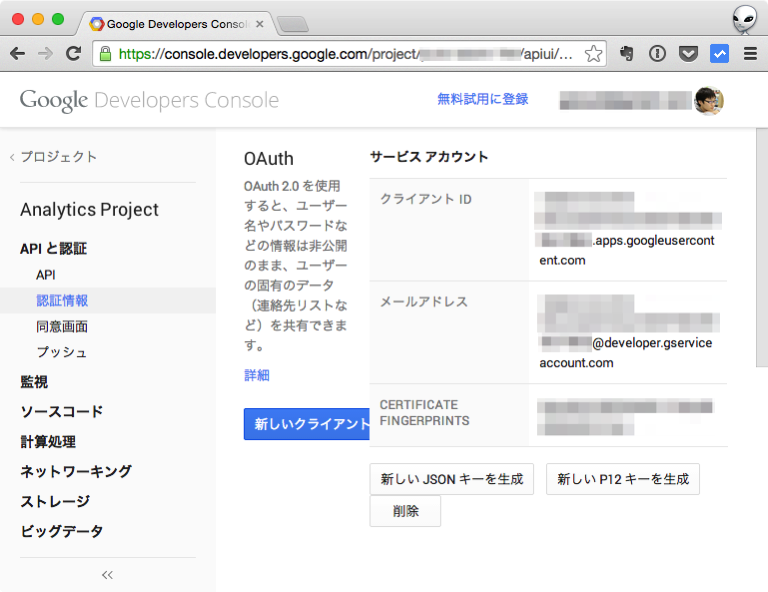 Google Developers Console
https://console.developers.google.com/project/
/apiui/…
Google Developers Console
無料試用に登録
プロジェクト
Analytics Project
API と認証
API
認証情報
同意画面
プッシュ
監視
ソースコード
計算処理
ネットワーキング
ストレージ
ビッグデータ
OAuth
OAuth 2.0 を使用
すると、ユーザー
名やパスワードな
どの情報は非公開
のまま、ユーザー
の固有のデータ
（連絡先リストな
ど）を共有できま
す。
詳細
新しいクライアント
サービス アカウント
クライアント ID
.apps.googleusercont
ent.com
メールアドレス
@developer.gservice
account.com
CERTIFICATE
FINGERPRINTS
新しい JSON キーを生成
新しい P12 キーを生成
削除